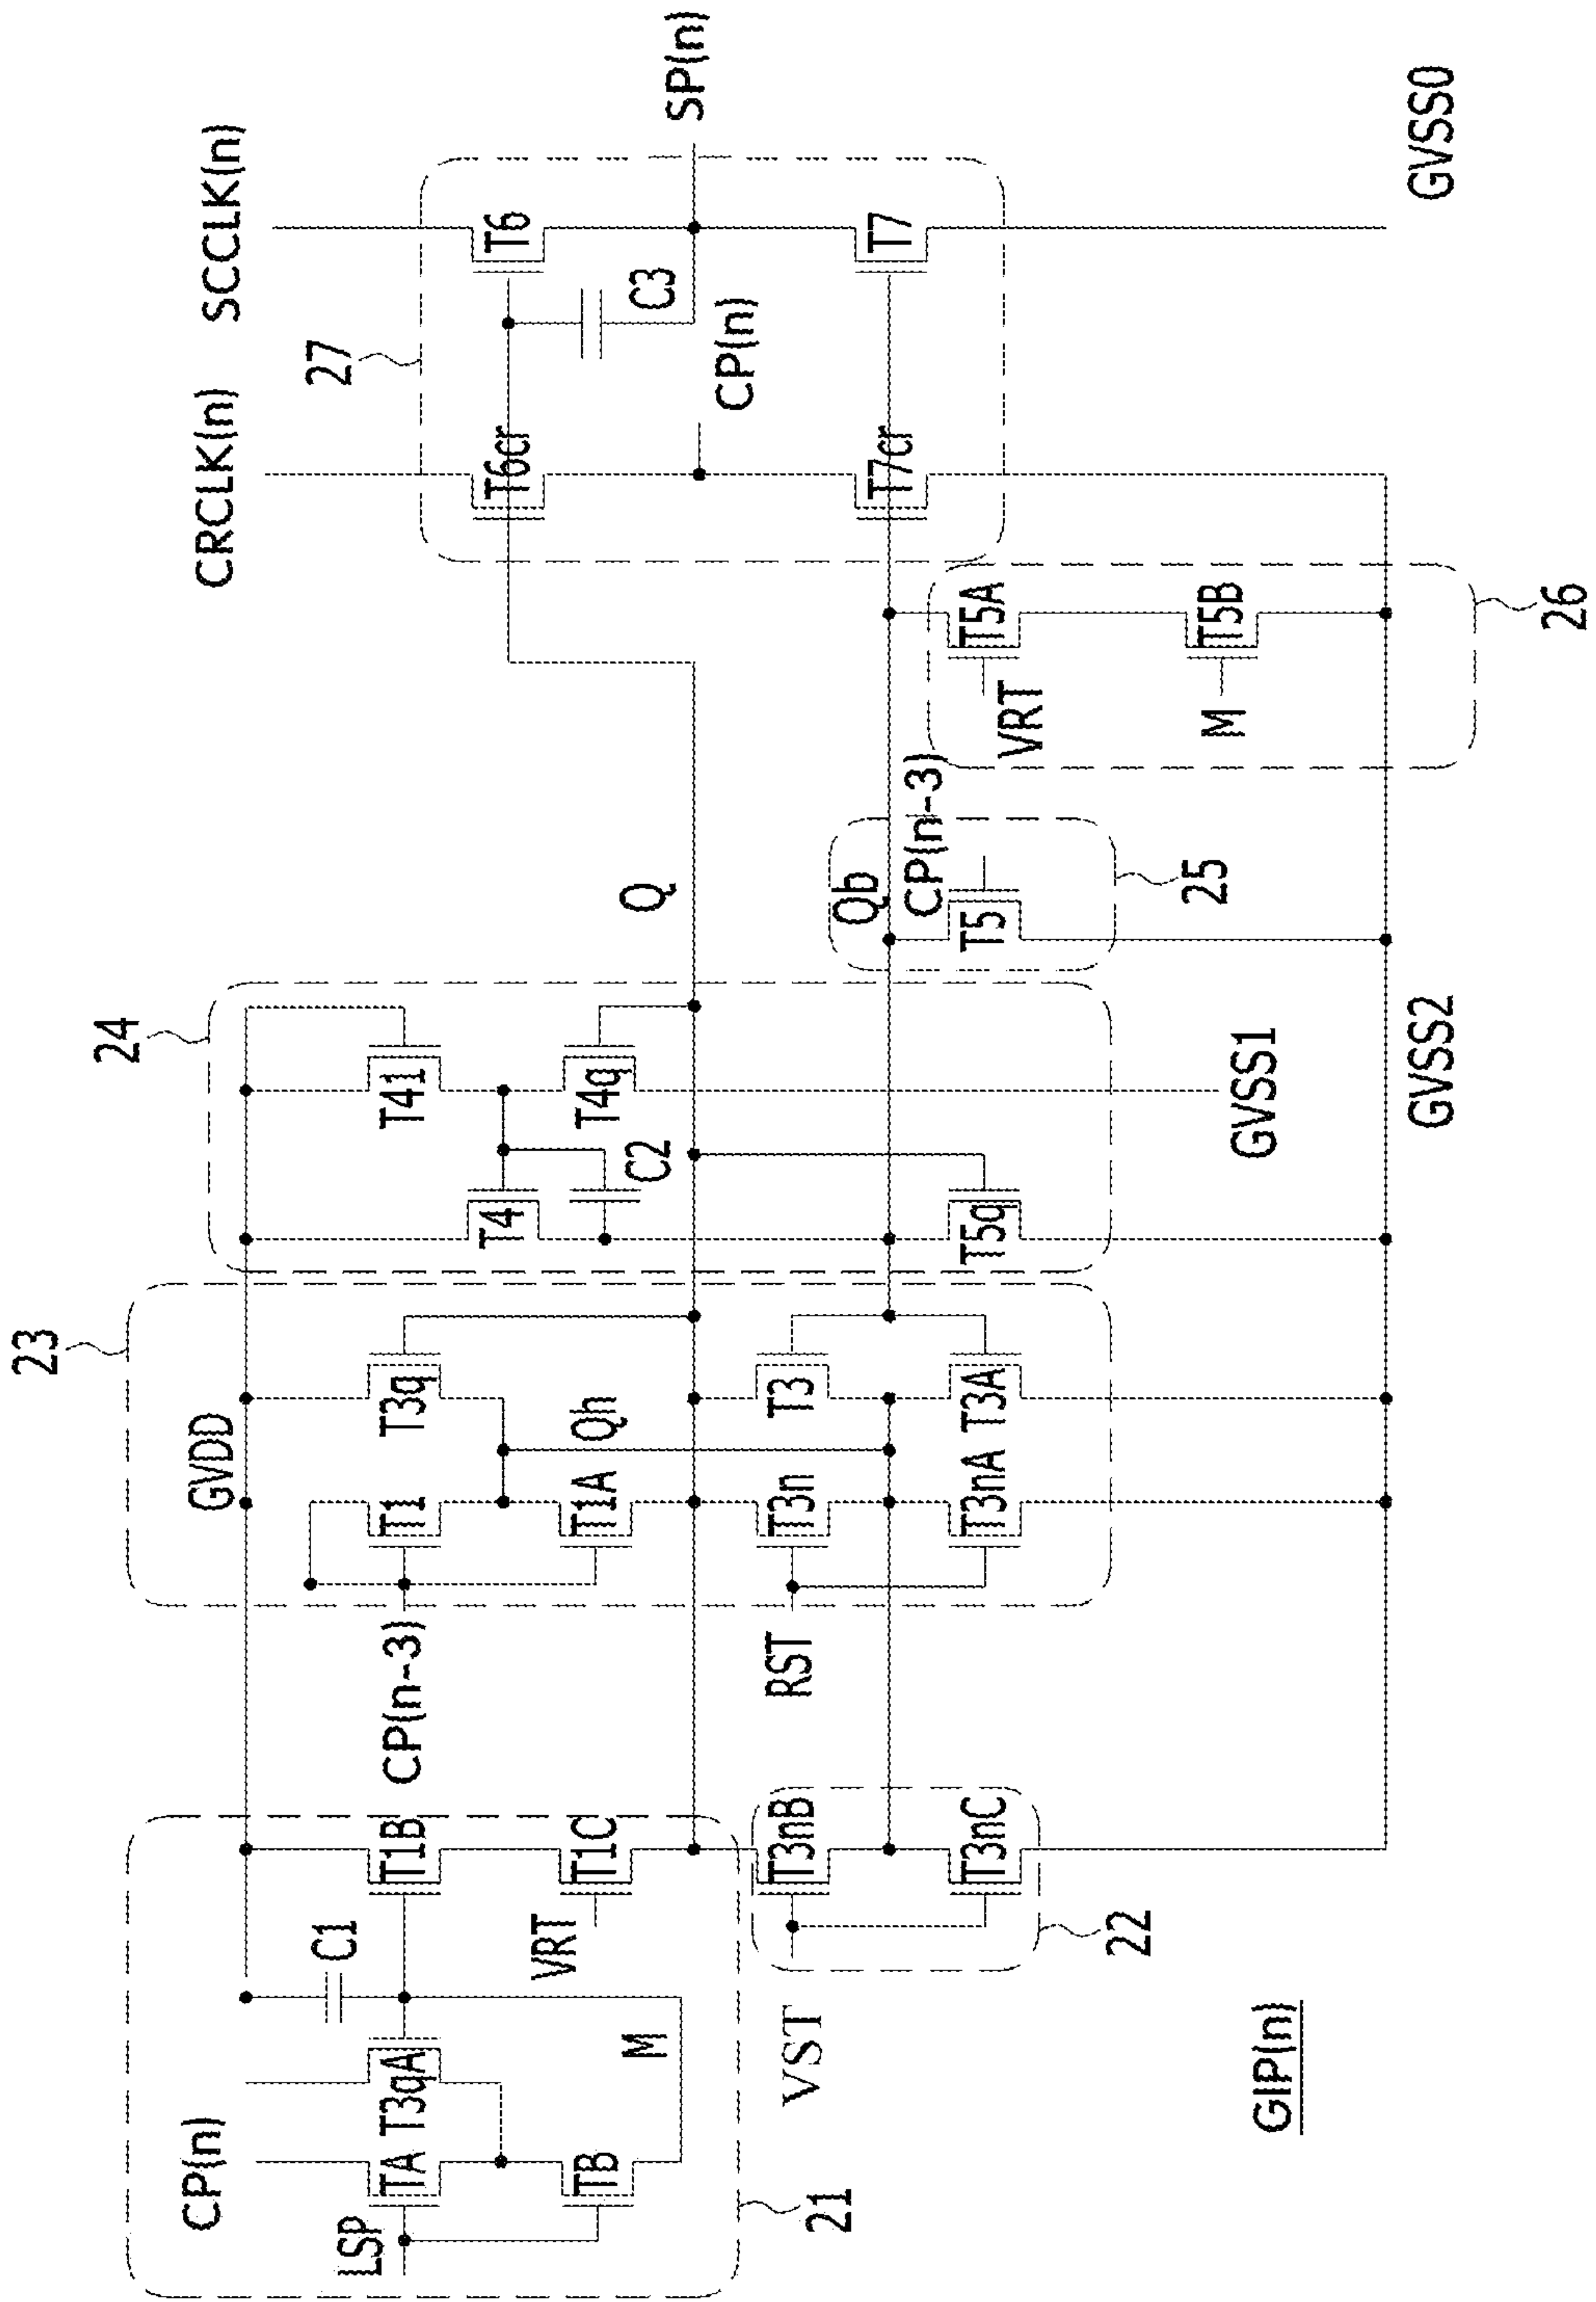 CRCLK(n)
SCCLK(n)
27
T6cr
T6
C3
CP(n)
SP(n)
T7cr
T7
GVSS0
23
24
GVDD
T41
T4
T4q
C2
Q
T3q
T1
Qh
T1A
CP(n-3)
T3n
T3
T3nA
T3A
RST
T5q
GVSS1
GVSS2
Qb
CP(n-3)
T5
25
T5A
VRT
T5B
M
26
CP(n)
LSP
TA
T3qA
C1
T1B
TB
M
VRT
T1C
21
VST
T3nB
T3nC
22
GIP(n)